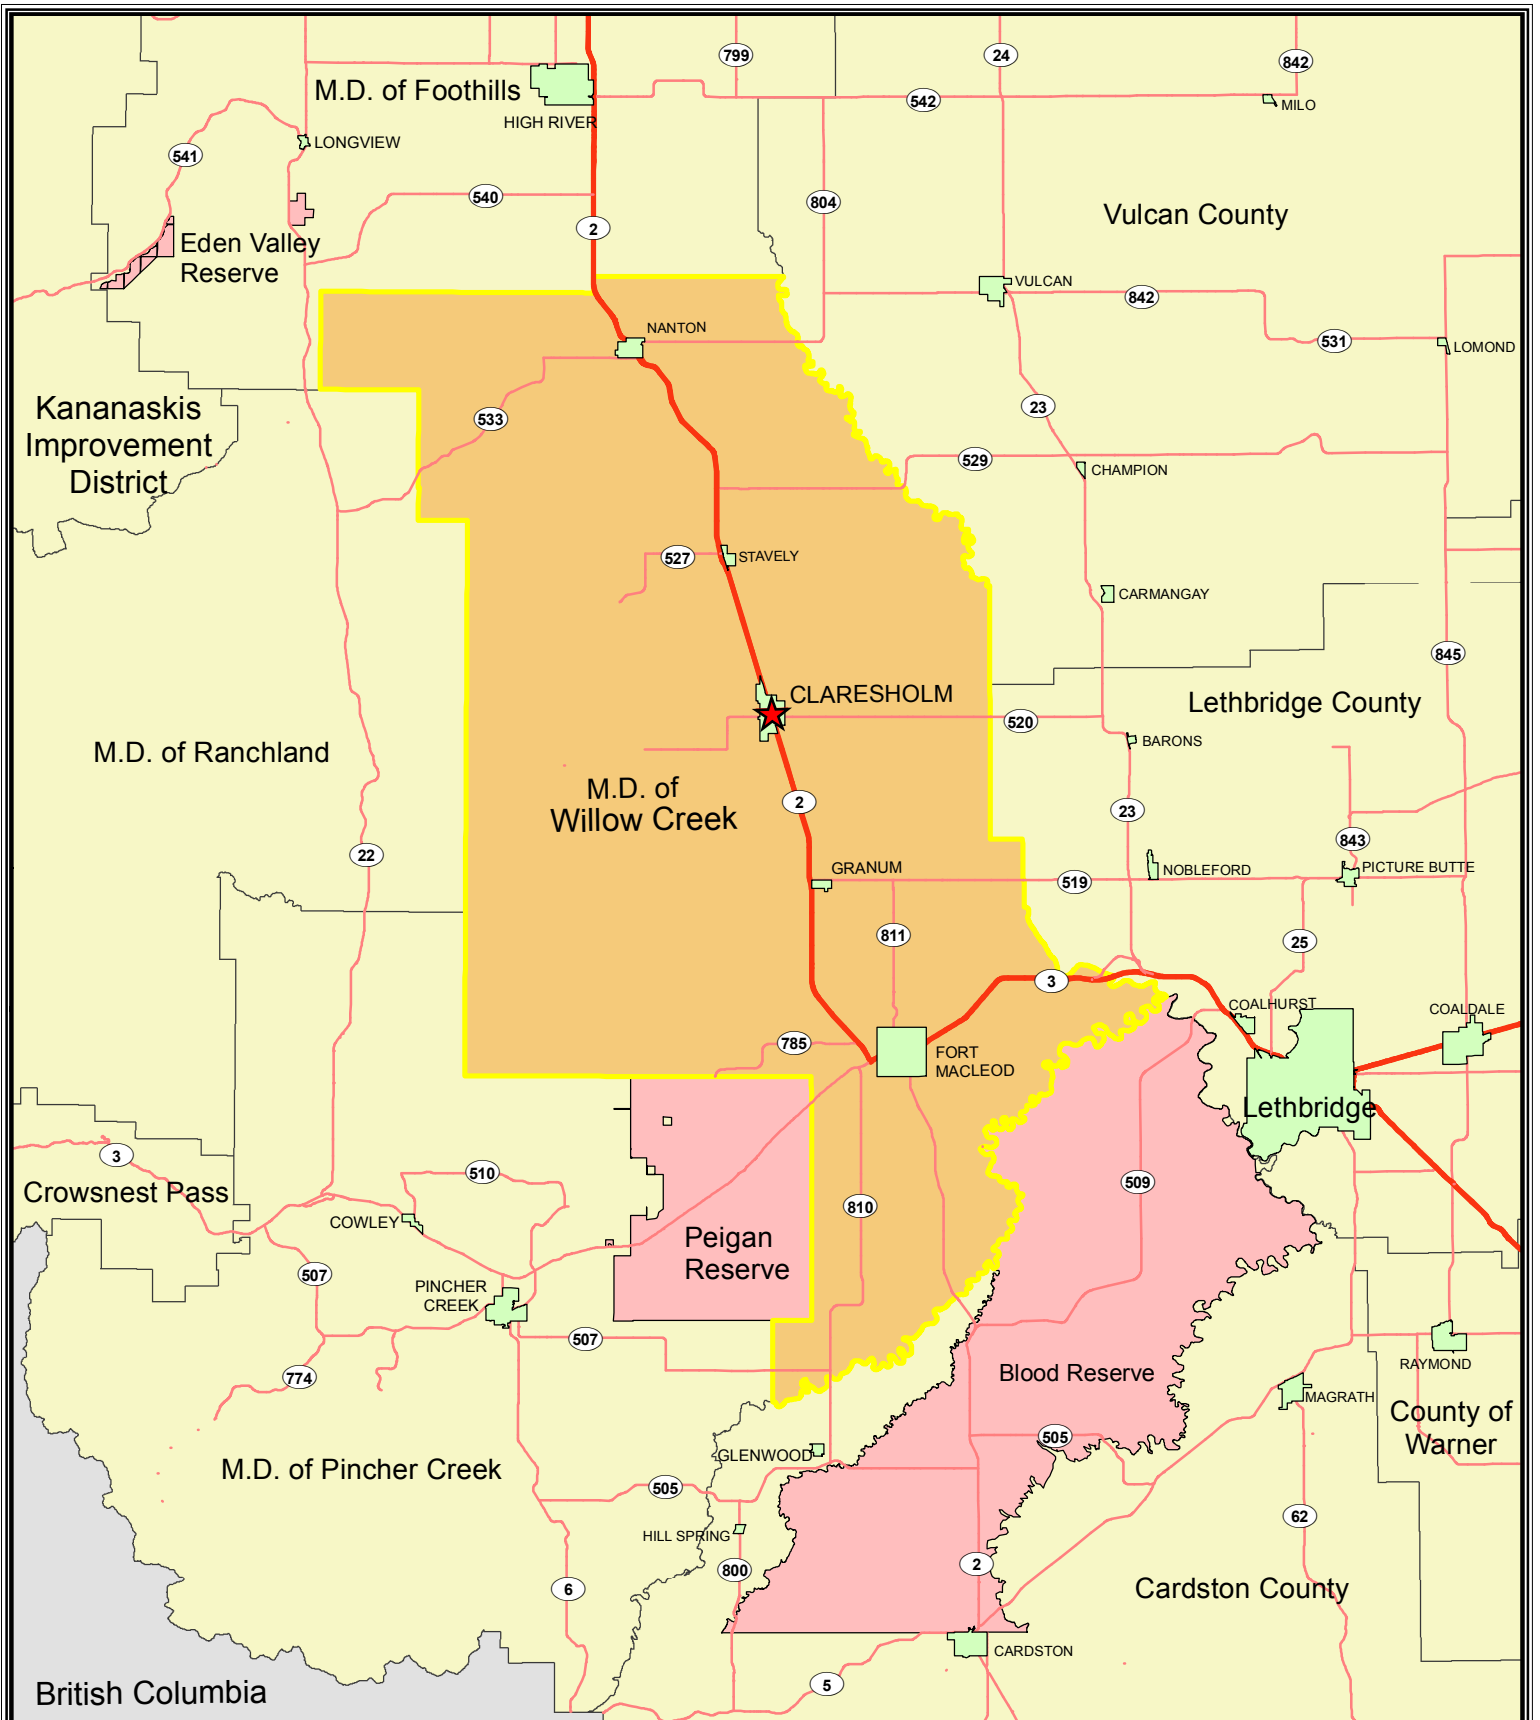 799
24
842
M.D. of Foothills
542
MILO
HIGH RIVER
LONGVIEW
541
540
804
Vulcan County
2
Eden Valley
Reserve
VULCAN
842
NANTON
531
LOMOND
Kananaskis
Improvement
District
533
23
529
CHAMPION
527
STAVELY
CARMANGAY
845
CLARESHOLM
520
Lethbridge County
BARONS
M.D. of Ranchland
M.D. of
Willow Creek
2
23
843
22
GRANUM
519
NOBLEFORD
PICTURE BUTTE
811
25
3
COALHURST
COALDALE
785
FORT
MACLEOD
Lethbridge
3
510
509
Crowsnest Pass
COWLEY
810
Peigan
Reserve
507
PINCHER
CREEK
507
RAYMOND
774
Blood Reserve
MAGRATH
County of
Warner
505
GLENWOOD
M.D. of Pincher Creek
505
62
HILL SPRING
800
2
6
Cardston County
CARDSTON
5
British Columbia